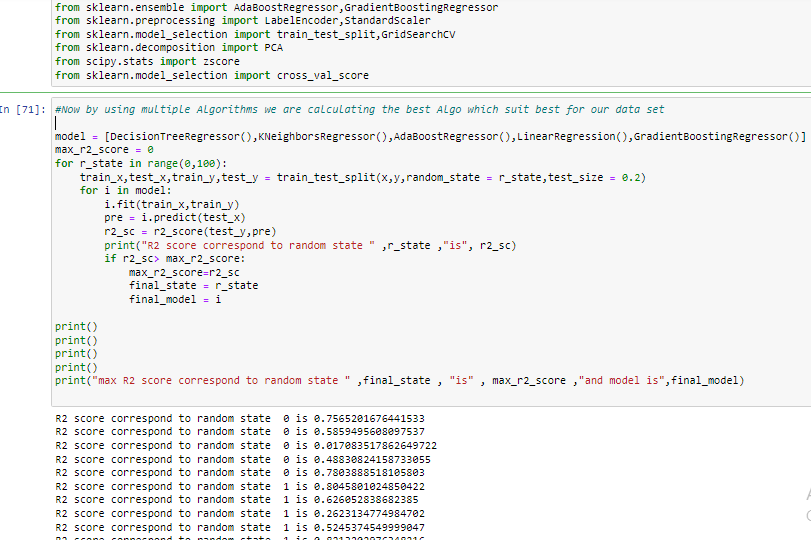 from sklearn.ensemble import AdaBoostRegressor,GradientBoostingRegressor
from sklearn.preprocessing import LabelEncoder,StandardScaler
from sklearn.model_selection import train_test_split,GridSearchCV
from sklearn.decomposition import PCA
from scipy.stats import zscore
from sklearn.model_selection import cross_val_score
In [71]:
#Now by using multiple Algorithms we are calculating the best Algo which suit best for our data set
model = [DecisionTreeRegressor(),KNeighborsRegressor(),AdaBoostRegressor(),LinearRegression(),GradientBoostingRegressor()]
max_r2_score = 0
for r_state in range(0,100):
    train_x,test_x,train_y,test_y = train_test_split(x,y,random_state = r_state,test_size = 0.2)
    for i in model:
        i.fit(train_x,train_y)
        pre = i.predict(test_x)
        r2_sc = r2_score(test_y,pre)
        print("R2 score correspond to random state " ,r_state ,"is", r2_sc)
        if r2_sc> max_r2_score:
            max_r2_score=r2_sc
            final_state = r_state
            final_model = i
print()
print()
print()
print()
print("max R2 score correspond to random state " ,final_state , "is" , max_r2_score ,"and model is",final_model)
R2 score correspond to random state  0 is 0.7565201676441533
R2 score correspond to random state  0 is 0.5859495608097537
R2 score correspond to random state  0 is 0.017083517862649722
R2 score correspond to random state  0 is 0.48830824158733055
R2 score correspond to random state  0 is 0.7803888518105803
R2 score correspond to random state  1 is 0.8045801024850422
R2 score correspond to random state  1 is 0.626052838682385
R2 score correspond to random state  1 is 0.2623134774984702
R2 score correspond to random state  1 is 0.5245374549999047
R2 score correspond to random state  1 is